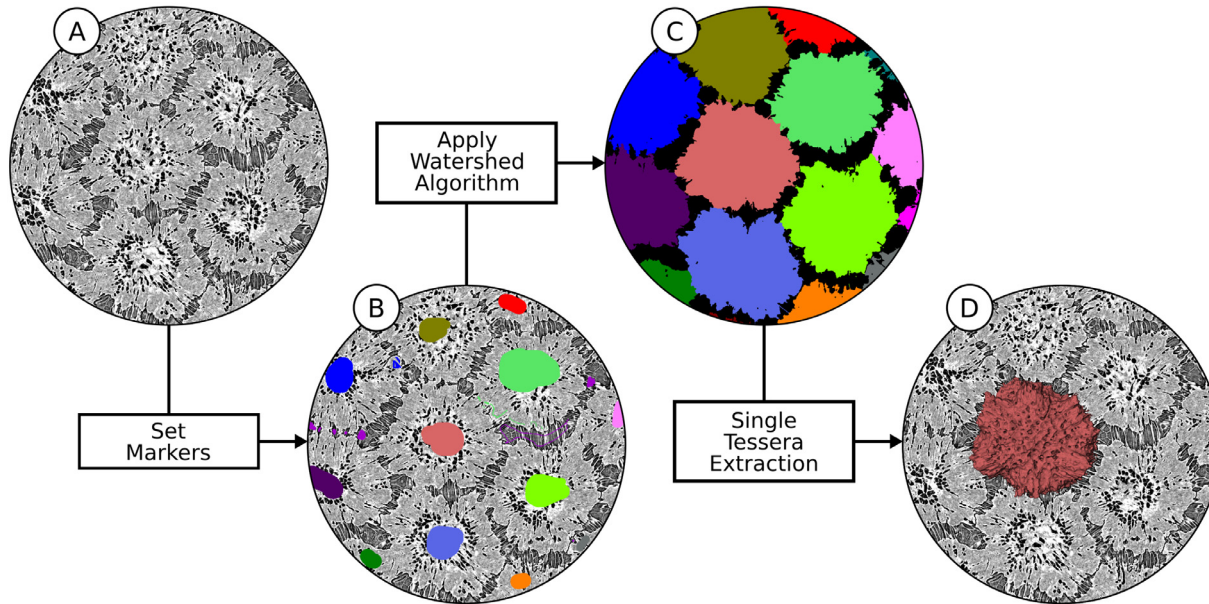 A
Set
Markers
B
Apply
Watershed
Algorithm
C
Single
Tessera
Extraction
D